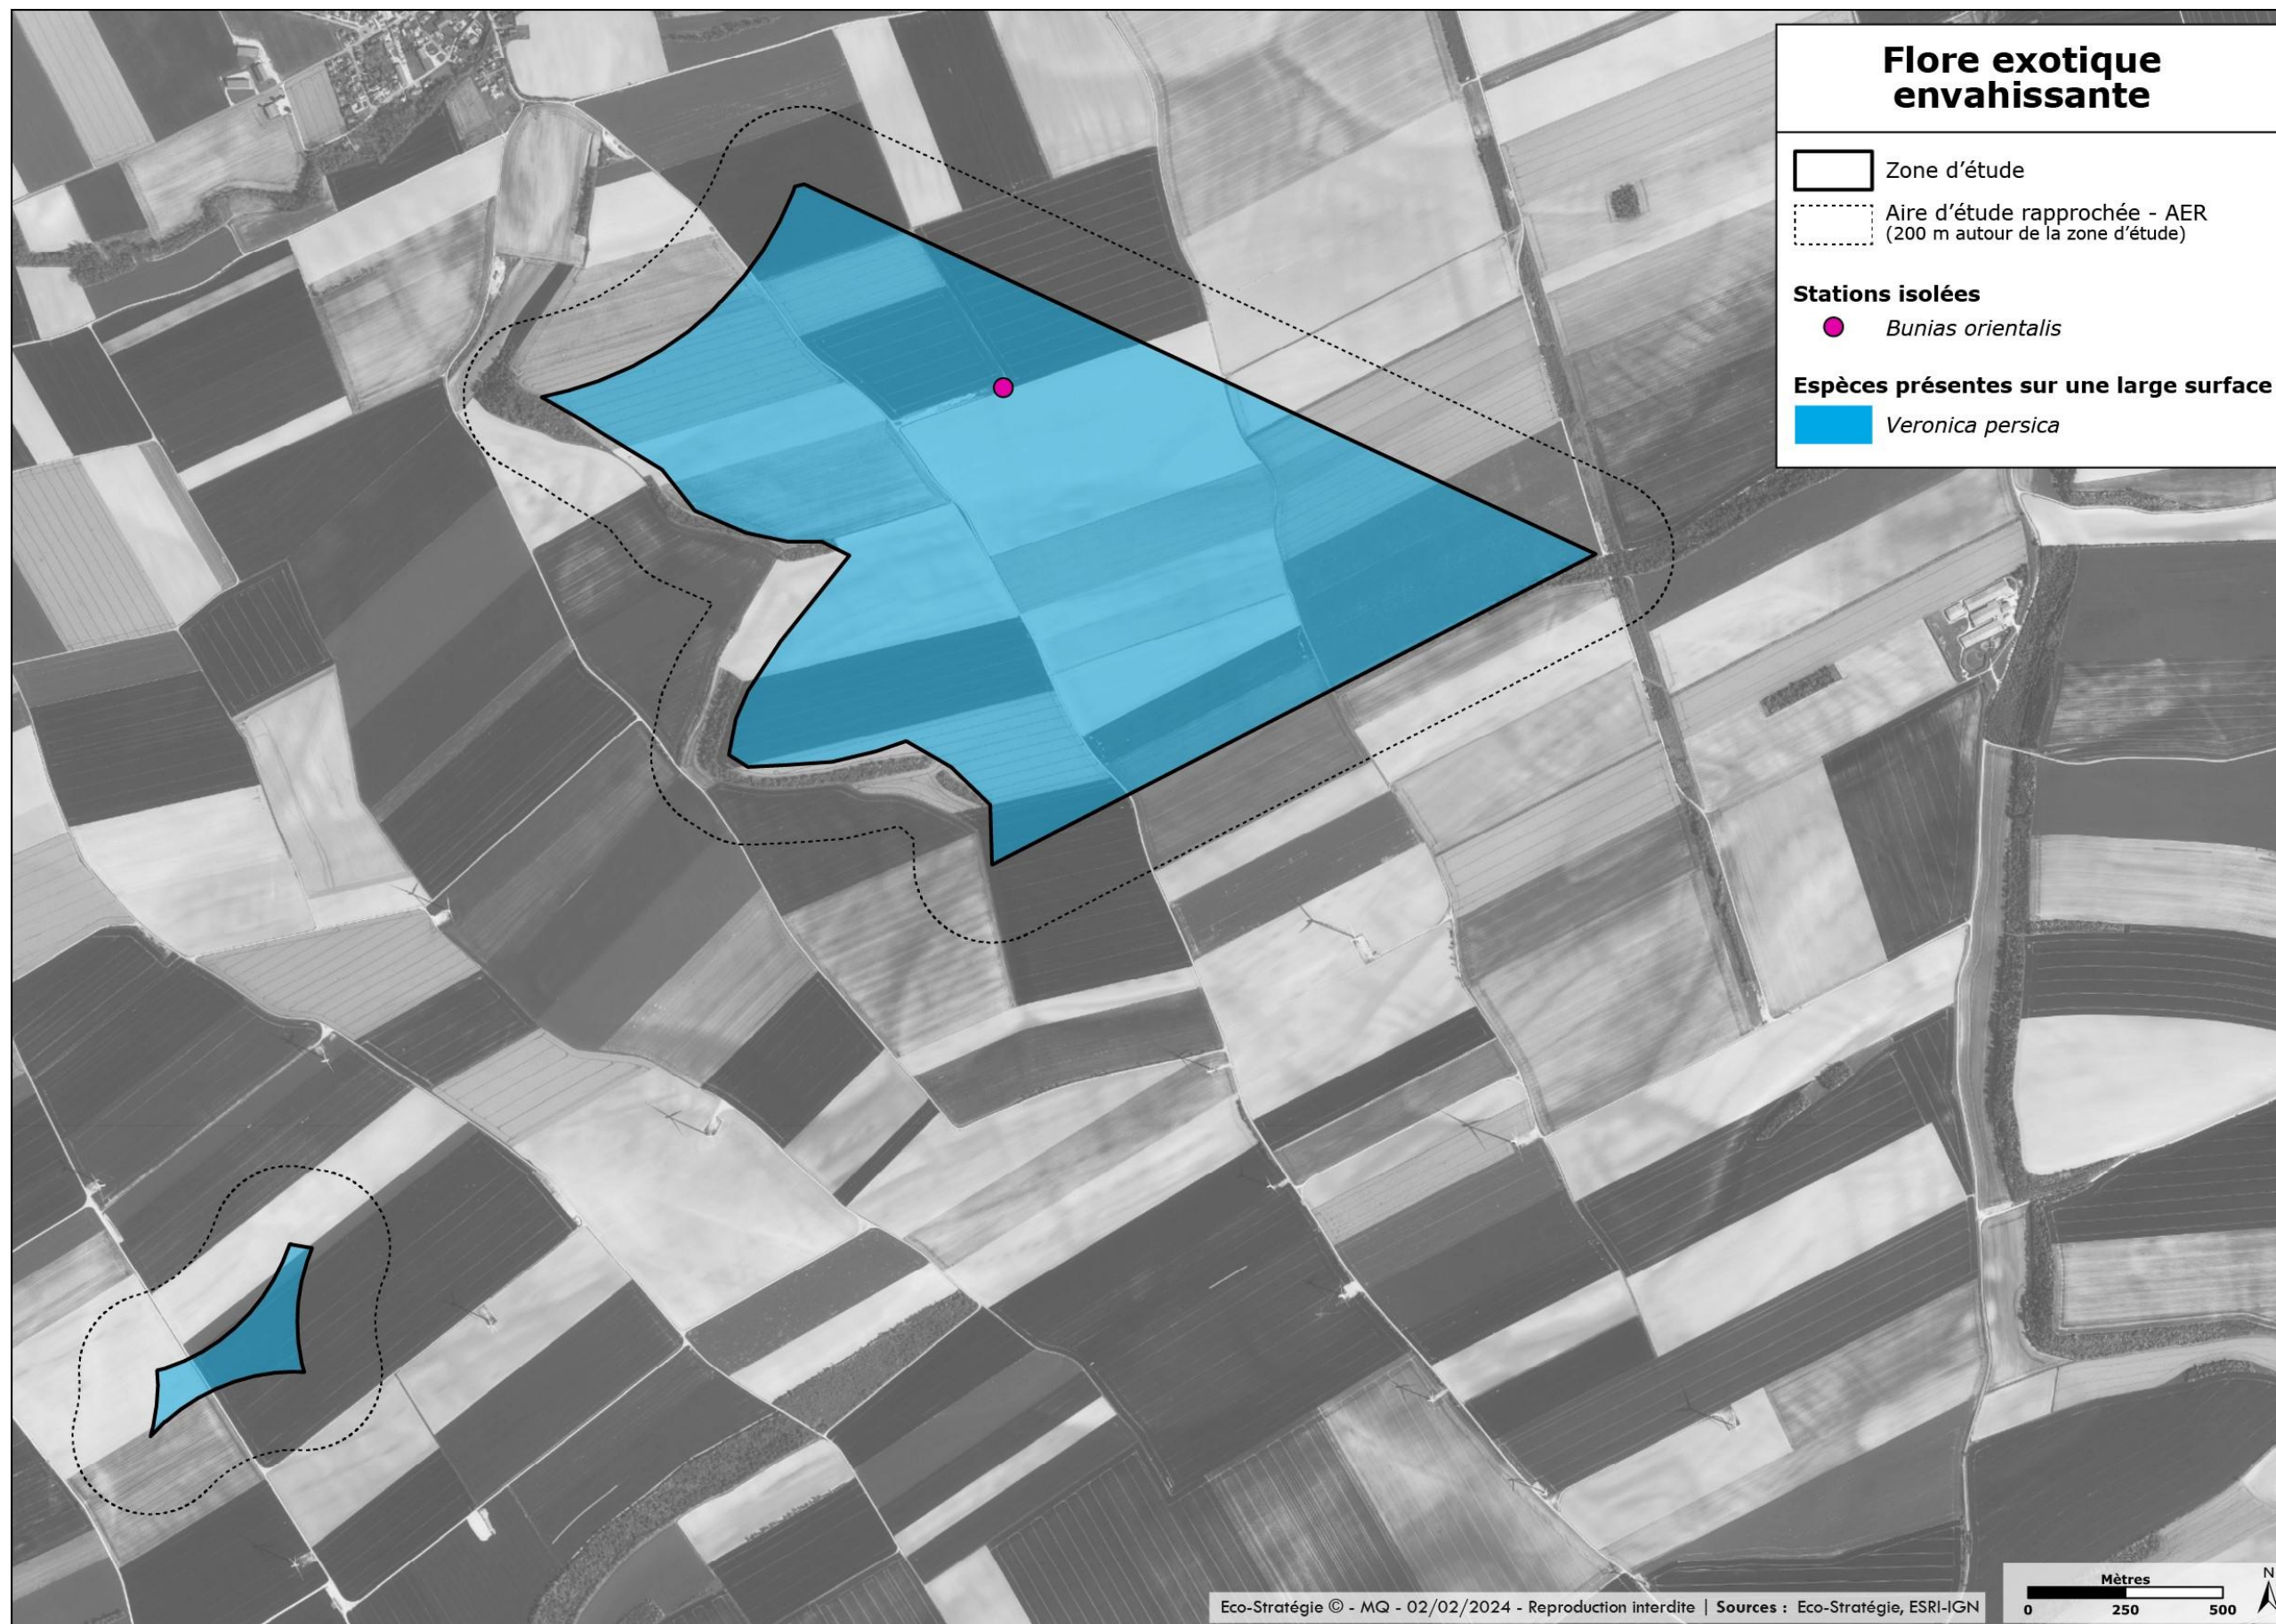 Flore exotique
envahissante
Zone d’étude
Aire d’étude rapprochée - AER
(200 m autour de la zone d’étude)
Stations isolées
Bunias orientalis
Espèces présentes sur une large surface
Veronica persica
Eco-Stratégie © - MQ - 02/02/2024 - Reproduction interdite | Sources : Eco-Stratégie, ESRI-IGN
Mètres
0 250 500
N